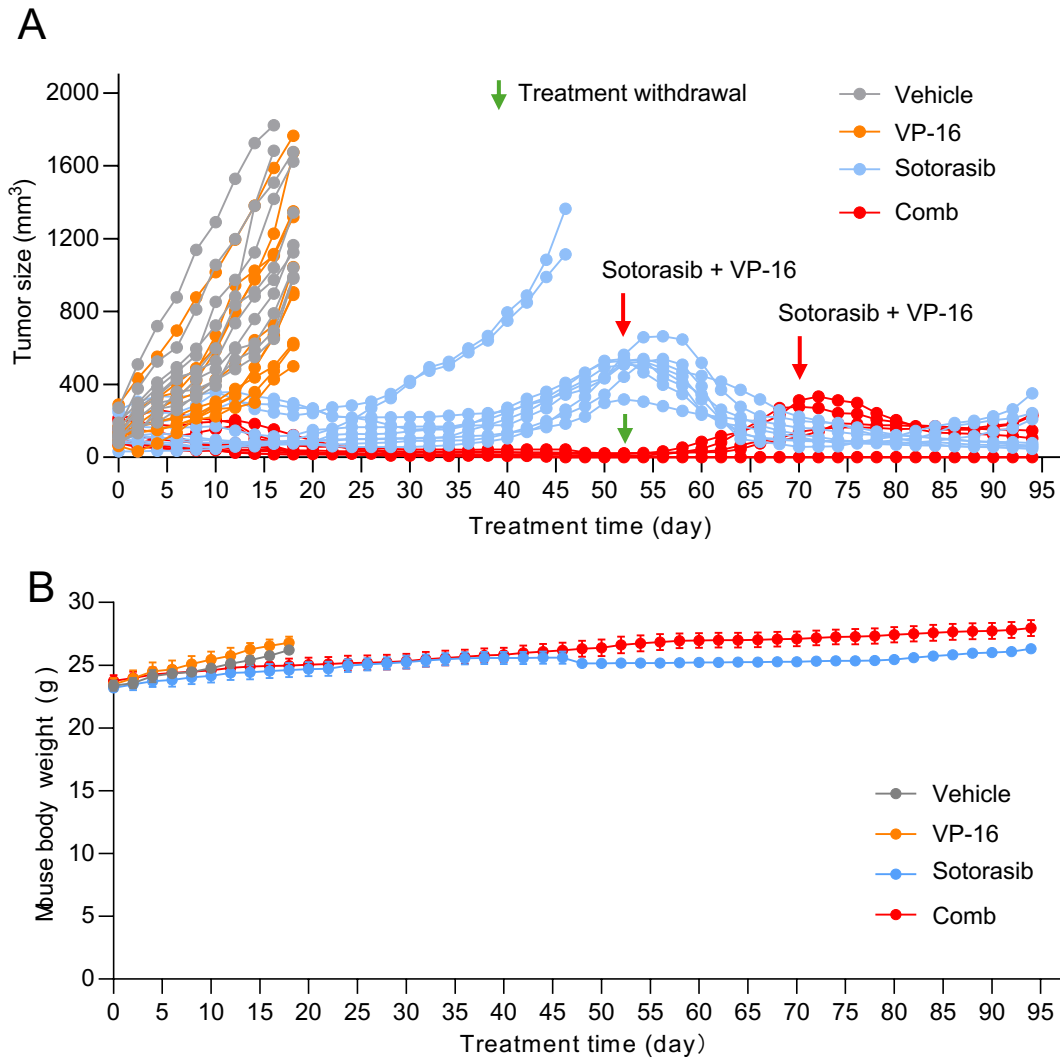 A
Tumor size (mm³)
2000
1600
1200
800
400
0
Treatment withdrawal
Vehicle
VP-16
Sotorasib
Comb
Sotorasib + VP-16
Sotorasib + VP-16
0 5 10 15 20 25 30 35 40 45 50 55 60 65 70 75 80 85 90 95
Treatment time (day)
B
Mouse body weight (g)
30
25
20
15
10
5
0
Vehicle
VP-16
Sotorasib
Comb
0 5 10 15 20 25 30 35 40 45 50 55 60 65 70 75 80 85 90 95
Treatment time (day)